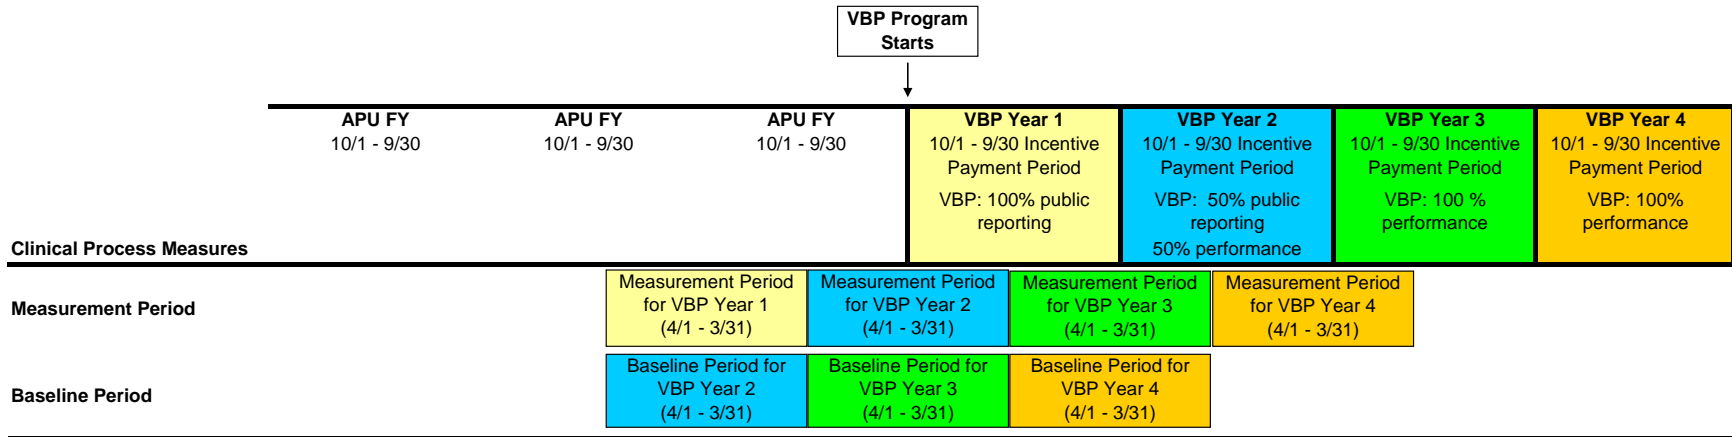 VBP Program
Starts
APU FY
10/1 - 9/30
APU FY
10/1 - 9/30
APU FY
10/1 - 9/30
VBP Year 1
10/1 - 9/30 Incentive
Payment Period
VBP: 100% public
reporting
VBP Year 2
10/1 - 9/30 Incentive
Payment Period
VBP:  50% public
reporting
50% performance
VBP Year 3
10/1 - 9/30 Incentive
Payment Period
VBP: 100 %
performance
VBP Year 4
10/1 - 9/30 Incentive
Payment Period
VBP: 100%
performance
Clinical Process Measures
Measurement Period
Measurement Period
for VBP Year 1
(4/1 - 3/31)
Measurement Period
for VBP Year 2
(4/1 - 3/31)
Measurement Period
for VBP Year 3
(4/1 - 3/31)
Measurement Period
for VBP Year 4
(4/1 - 3/31)
Baseline Period
Baseline Period for
VBP Year 2
(4/1 - 3/31)
Baseline Period for
VBP Year 3
(4/1 - 3/31)
Baseline Period for
VBP Year 4
(4/1 - 3/31)